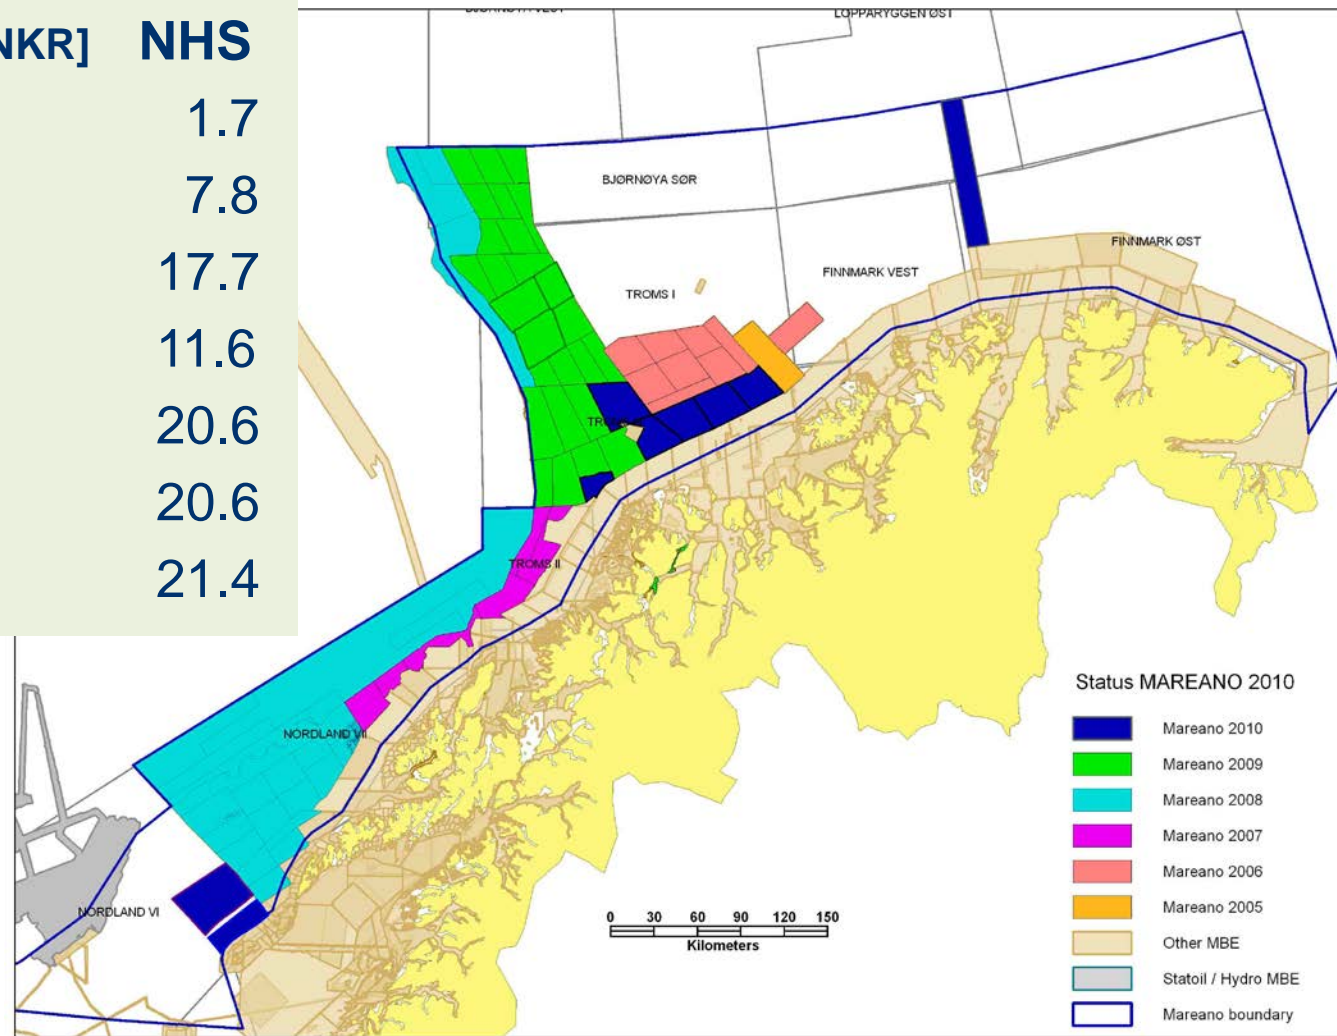 NKR] NHS
1.7
7.8
17.7
11.6
20.6
20.6
21.4
LOPPARYGGEN ØST
BJØRNØYA SØR
FINNMARK ØST
FINNMARK VEST
TROMS I
TROMS II
NORDLAND VII
NORDLAND VI
0 30 60 90 120 150
Kilometers
Status MAREANO 2010
Mareano 2010
Mareano 2009
Mareano 2008
Mareano 2007
Mareano 2006
Mareano 2005
Other MBE
Statoil / Hydro MBE
Mareano boundary